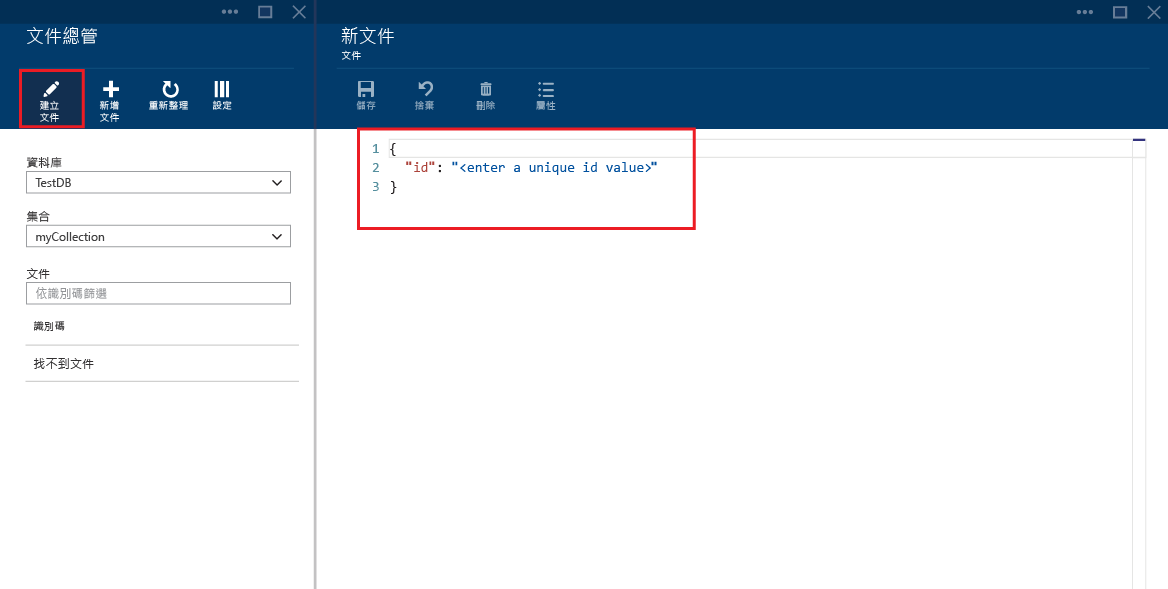 文件總管
建立
文件
新增
文件
重新整理
設定
資料庫
TestDB
集合
myCollection
文件
依識別碼篩選
識別碼
找不到文件
新文件
文件
儲存
捨棄
刪除
屬性
1 {
2 "id": "<enter a unique id value>"
3 }